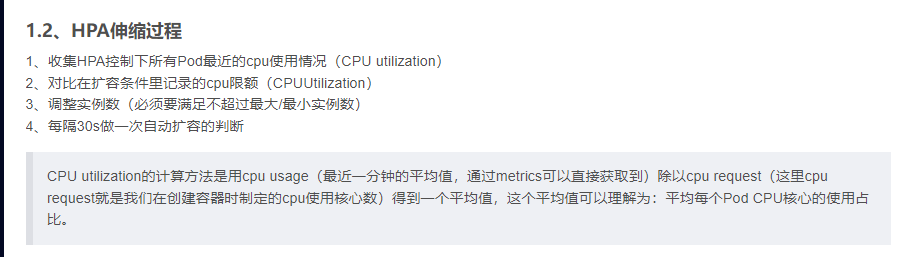 1.2、HPA伸缩过程
1、收集HPA控制下所有Pod最近的cpu使用情况（CPU utilization）
2、对比在扩容条件里记录的cpu限额（CPUUtilization）
3、调整实例数（必须要满足不超过最大/最小实例数）
4、每隔30s做一次自动扩容的判断
CPU utilization的计算方法是用cpu usage（最近一分钟的平均值，通过metrics可以直接获取到）除以cpu request（这里cpu
request就是我们在创建容器时制定的cpu使用核心数）得到一个平均值，这个平均值可以理解为：平均每个Pod CPU核心的使用占
比。